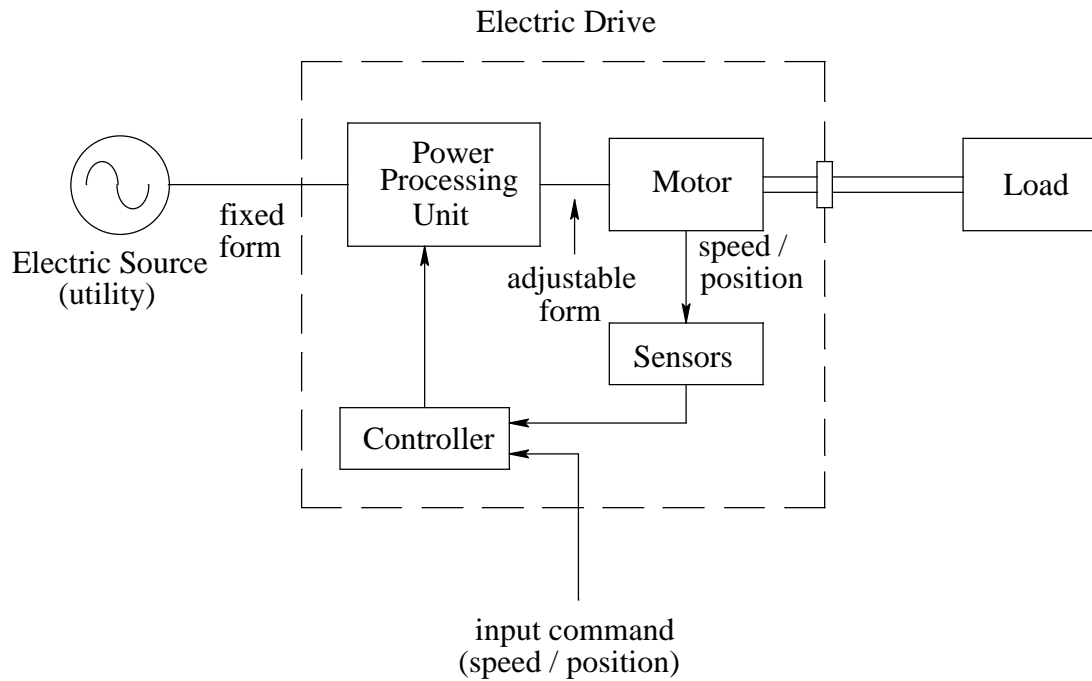 Electric Drive
Power
Processing
Unit
Motor
Load
fixed
form
Electric Source
(utility)
adjustable
form
speed /
position
Sensors
Controller
input command
(speed / position)